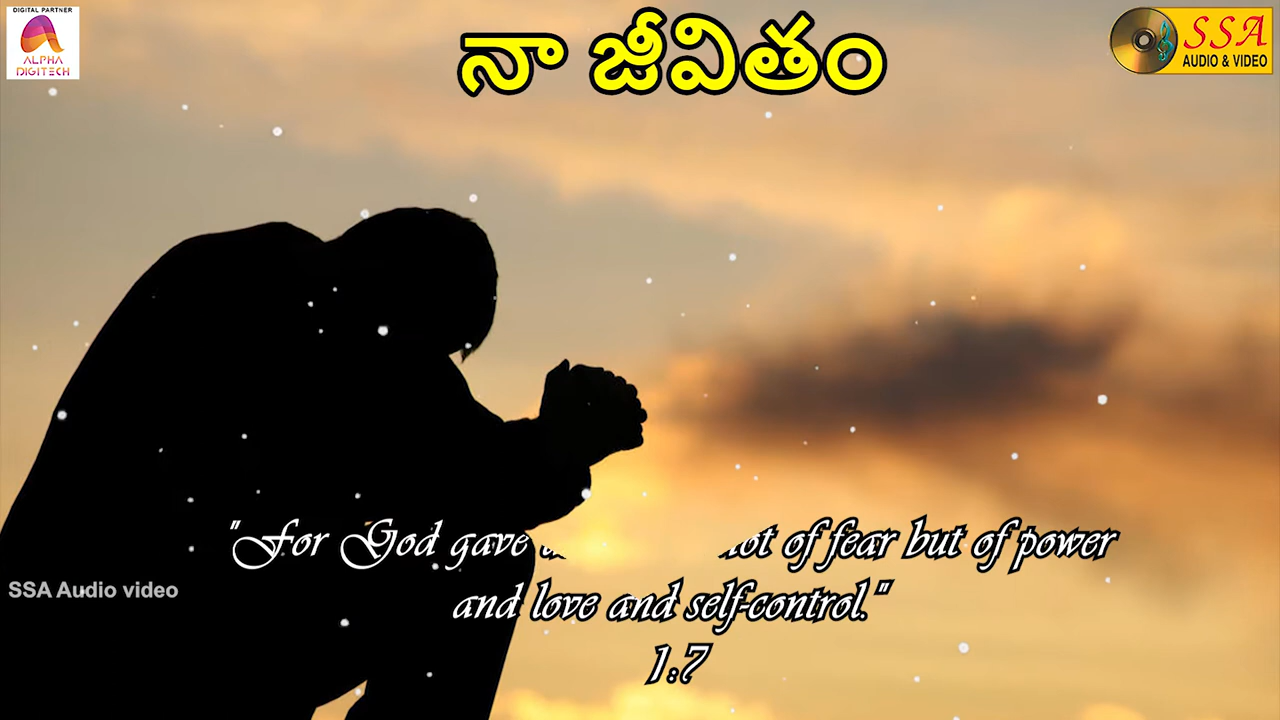 DIGITAL PARTNER
ALPHA
DIGITECH
నా జీవితం
SSA
AUDIO & VIDEO
"For God gave not of fear but of power
and love and self-control."
1:7
SSA Audio video